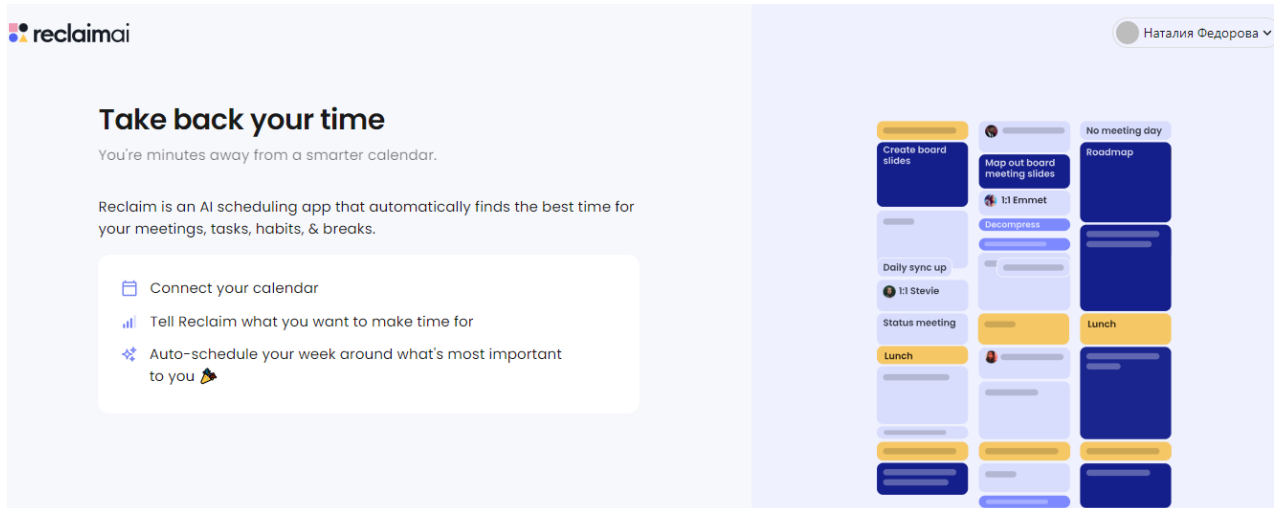 reclaimai
Наталия Федорова
Take back your time
You're minutes away from a smarter calendar.
Reclaim is an AI scheduling app that automatically finds the best time for
your meetings, tasks, habits, & breaks.
Connect your calendar
Tell Reclaim what you want to make time for
Auto-schedule your week around what's most important
to you
Create board
slides
Daily sync up
1:1 Stevie
Status meeting
Lunch
Map out board
meeting slides
1:1 Emmet
Decompress
No meeting day
Roadmap
Lunch